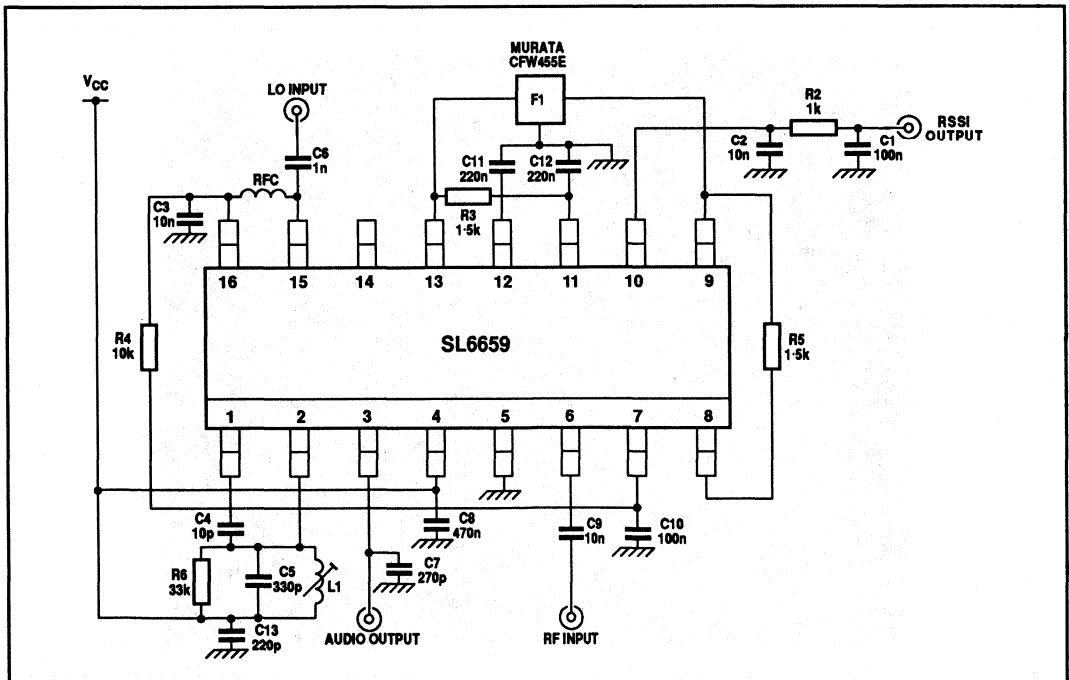 MURATA
CFW455E
F1
VCC
LO INPUT
C6
1n
RFC
C3
10n
C11
220n
C12
220n
R3
1·5k
C2
10n
R2
1k
C1
100n
RSSI
OUTPUT
16 15 14 13 12 11 10 9
R4
10k
SL6659
R5
1·5k
1 2 3 4 5 6 7 8
C4
10p
C8
470n
C9
10n
C10
100n
R6
33k
C5
330p
L1
C7
270p
C13
220p
AUDIO OUTPUT
RF INPUT